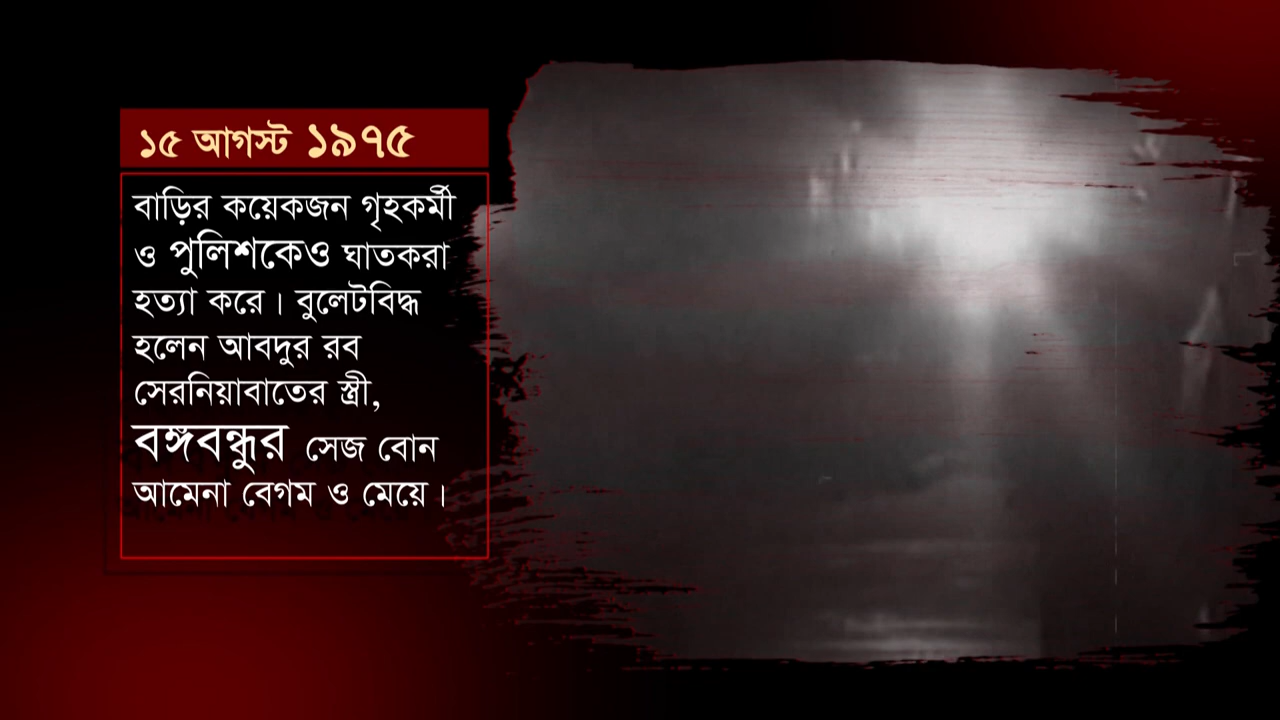 ১৫ আগস্ট ১৯৭৫
বাড়ির কয়েকজন গৃহকর্মী
ও পুলিশকেও ঘাতকরা
হত্যা করে। বুলেটবিদ্ধ
হলেন আবদুর রব
সেরনিয়াবাতের স্ত্রী,
বঙ্গবন্ধুর সেজ বোন
আমেনা বেগম ও মেয়ে।